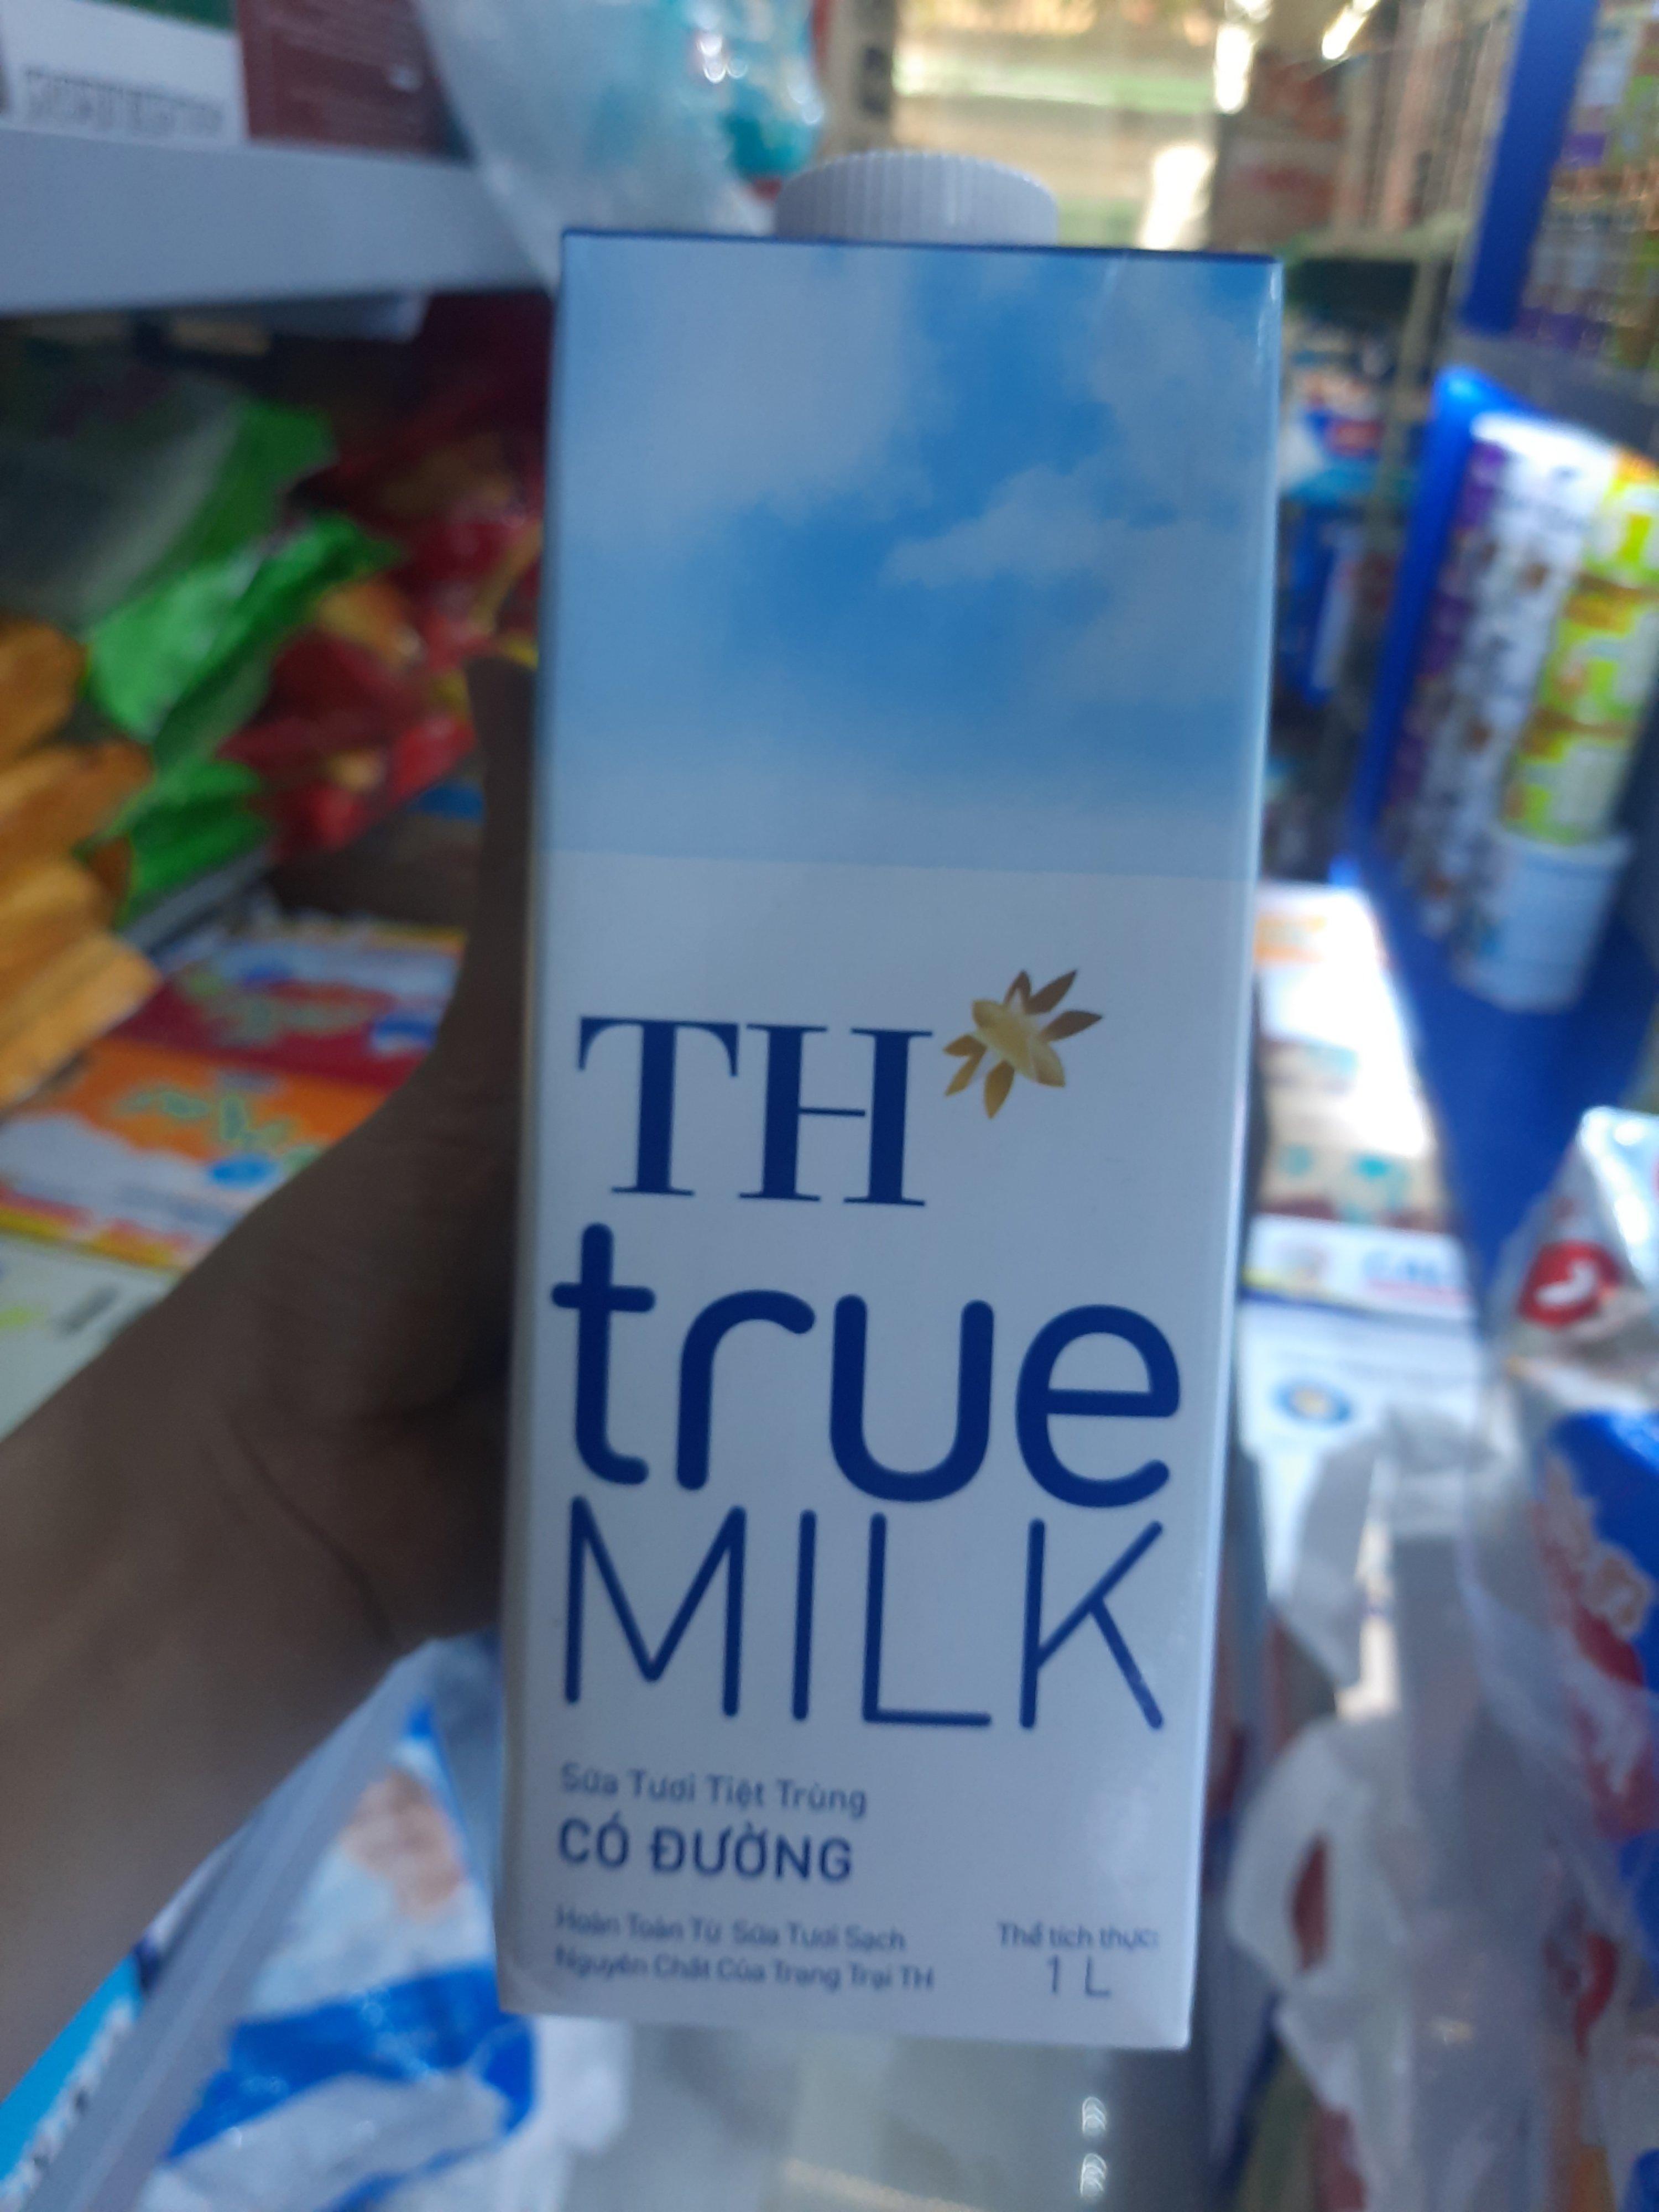 TH
true
MILK
Sữa Tươi Tiệt Trùng
CÓ ĐƯỜNG
Hoàn Toàn Từ Sữa Tươi Sạch
Nguyên Chất Của Trang Trại TH
Thể tích thực:
1 L